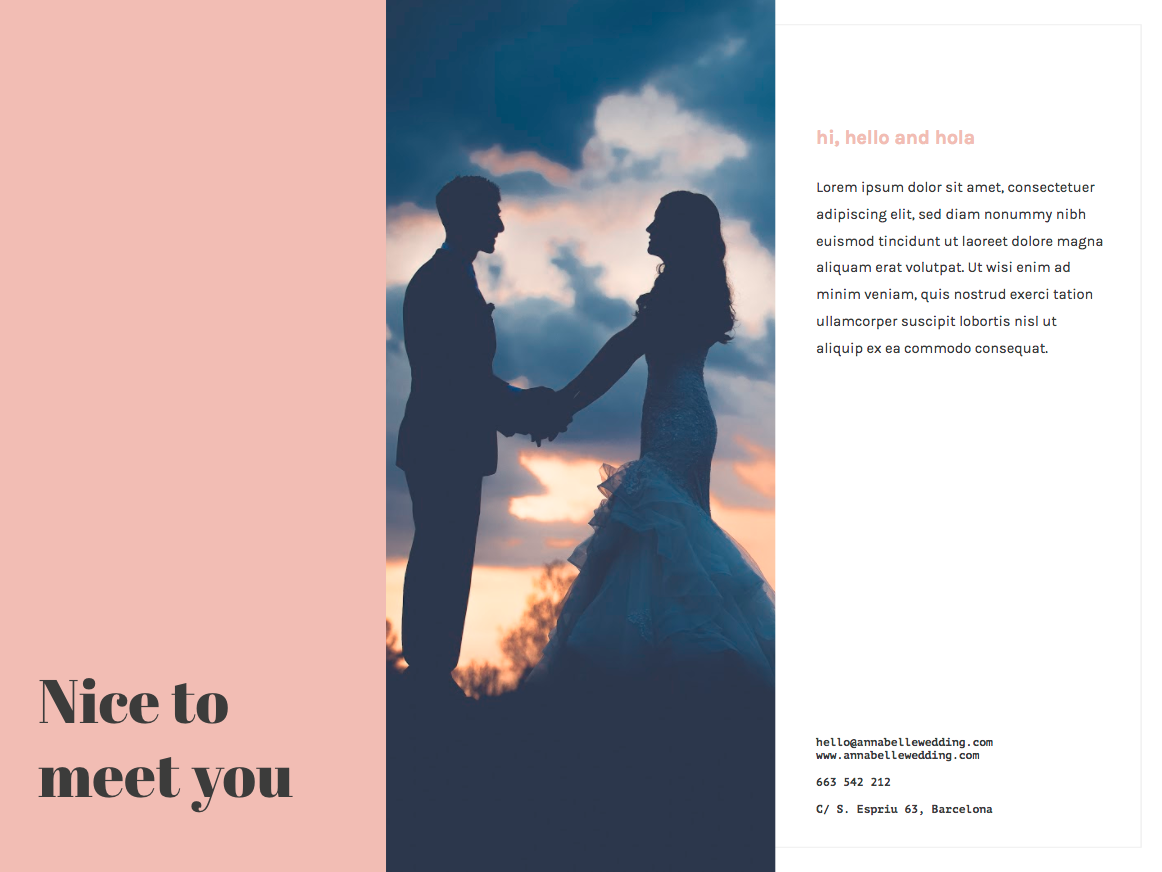 Nice to
meet you
hi, hello and hola
Lorem ipsum dolor sit amet, consectetuer
adipiscing elit, sed diam nonummy nibh
euismod tincidunt ut laoreet dolore magna
aliquam erat volutpat. Ut wisi enim ad
minim veniam, quis nostrud exerci tation
ullamcorper suscipit lobortis nisl ut
aliquip ex ea commodo consequat.
hello@annabellewedding.com
www.annabellewedding.com
663 542 212
C/ S. Espriu 63, Barcelona